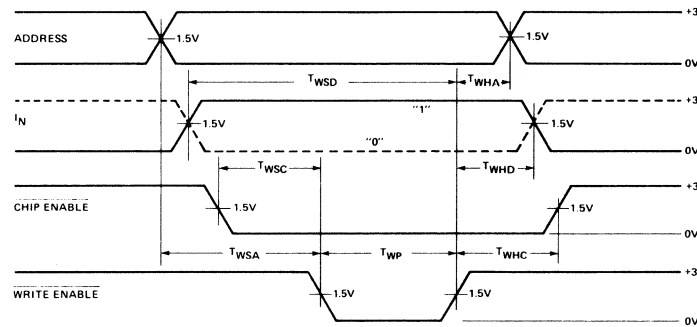 +3
ADDRESS
1.5V
1.5V
0V
TWSD
TWHA
+3
IN
1.5V
"1"
1.5V
"0"
0V
TWSC
TWHD
+3
CHIP ENABLE
1.5V
1.5V
0V
TWSA
TWP
TWHC
+3
WRITE ENABLE
1.5V
1.5V
0V